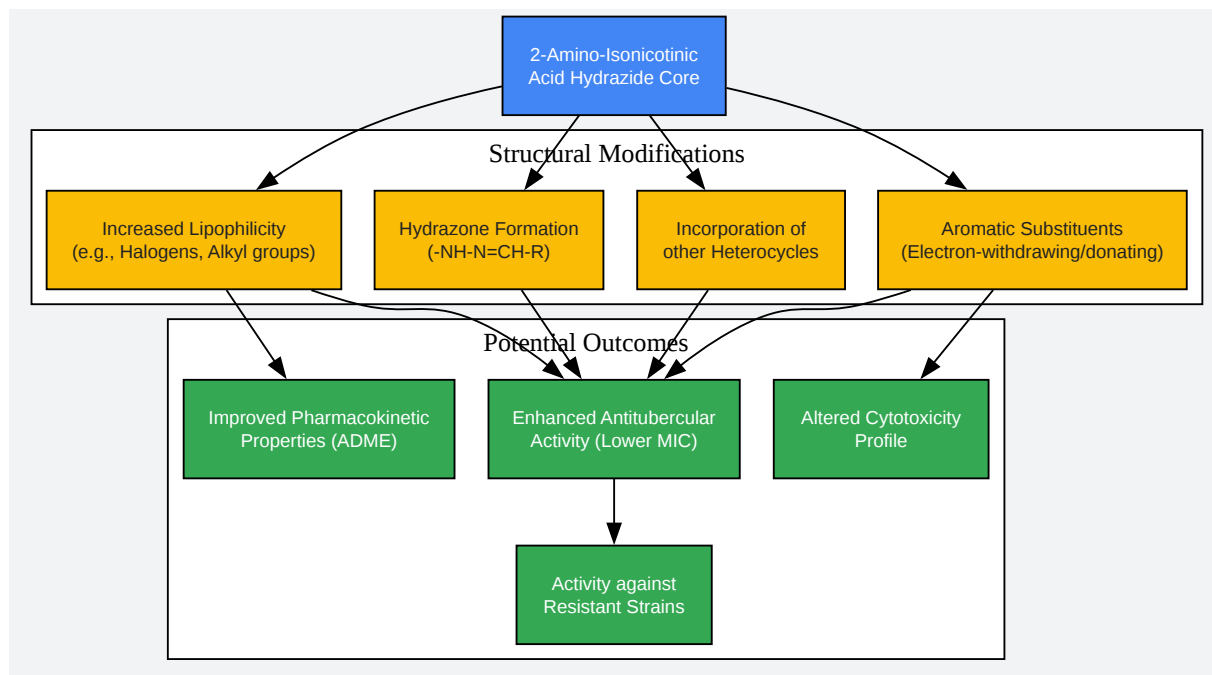 2-Amino-Isonicotinic
Acid Hydrazide Core
Structural Modifications
Increased Lipophilicity
(e.g., Halogens, Alkyl groups)
Hydrazone Formation
(-NH-N=CH-R)
Incorporation of
other Heterocycles
Aromatic Substituents
(Electron-withdrawing/donating)
Potential Outcomes
Improved Pharmacokinetic
Properties (ADME)
Enhanced Antitubercular
Activity (Lower MIC)
Altered Cytotoxicity
Profile
Activity against
Resistant Strains